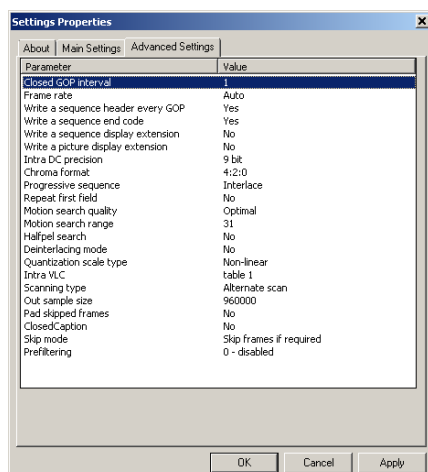 Settings Properties
About Main Settings Advanced Settings
Parameter Value
Closed GOP interval 1
Frame rate Auto
Write a sequence header every GOP Yes
Write a sequence end code Yes
Write a sequence display extension No
Write a picture display extension No
Intra DC precision 9 bit
Chroma format 4:2:0
Progressive sequence Interlace
Repeat first field No
Motion search quality Optimal
Motion search range 31
Halfpel search No
Deinterlacing mode No
Quantization scale type Non-linear
Intra VLC table 1
Scanning type Alternate scan
Out sample size 960000
Pad skipped frames No
ClosedCaption No
Skip mode Skip frames if required
Prefiltering 0 - disabled
OK Cancel Apply